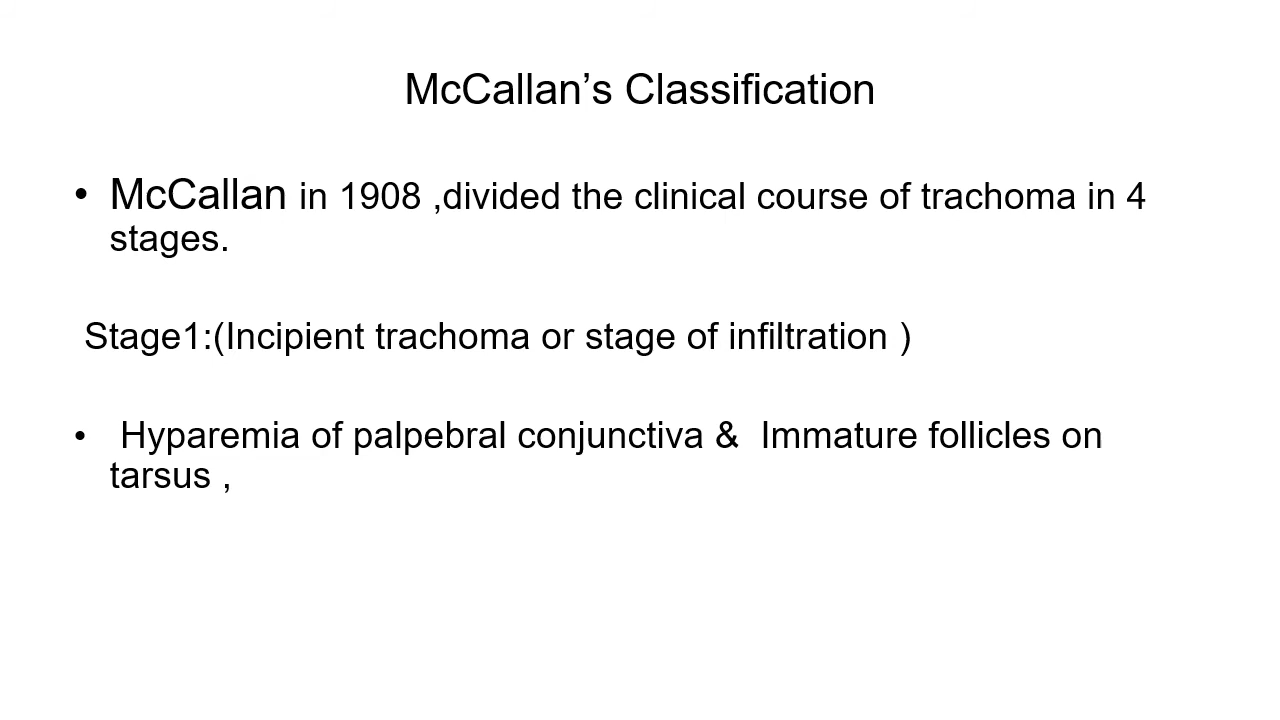 McCallan’s Classification
• McCallan in 1908 ,divided the clinical course of trachoma in 4
stages.
Stage1:(Incipient trachoma or stage of infiltration )
• Hyparemia of palpebral conjunctiva & Immature follicles on
tarsus ,